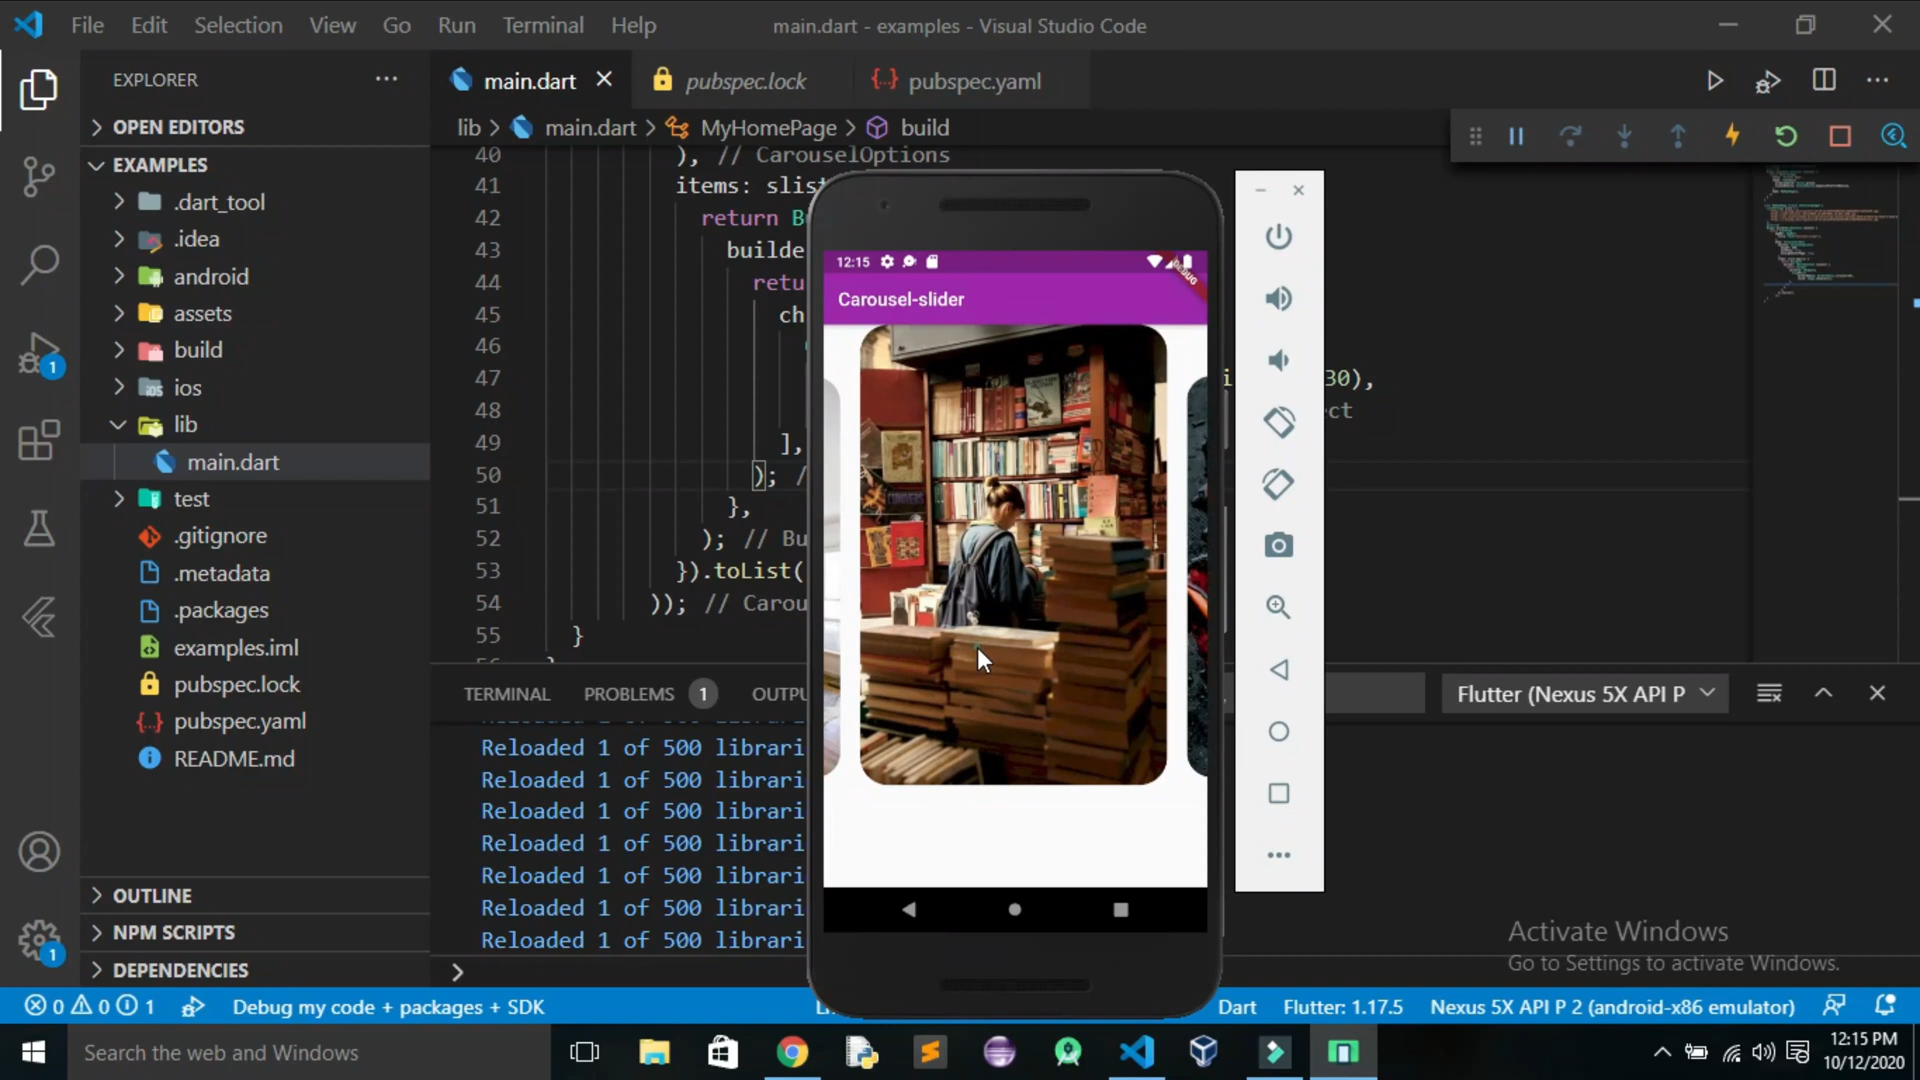 File Edit Selection View Go Run Terminal Help
main.dart - examples - Visual Studio Code
EXPLORER
main.dart
pubspec.lock
pubspec.yaml
OPEN EDITORS
lib > main.dart > MyHomePage > build
EXAMPLES
.dart_tool
.idea
android
assets
build
ios
lib
main.dart
test
.gitignore
.metadata
.packages
examples.iml
pubspec.lock
pubspec.yaml
README.md
OUTLINE
NPM SCRIPTS
DEPENDENCIES
40 ), // CarouselOptions
41 items: slist
42 return B
43 builde
44 retu
45 ch
46
47 30),
48 ct
49 ],
50 ); /
51 },
52 ); // Bu
53 }).toList(
54 )); // Carou
55 }
12:15
DEBUG
Carousel-slider
TERMINAL PROBLEMS 1 OUTPU
Flutter (Nexus 5X API P
Reloaded 1 of 500 librari
Reloaded 1 of 500 librari
Reloaded 1 of 500 librari
Reloaded 1 of 500 librari
Reloaded 1 of 500 librari
Reloaded 1 of 500 librari
Reloaded 1 of 500 librari
Activate Windows
Go to Settings to activate Windows.
0 0 1 Debug my code + packages + SDK
Dart Flutter: 1.17.5 Nexus 5X API P 2 (android-x86 emulator)
Search the web and Windows
12:15 PM
10/12/2020